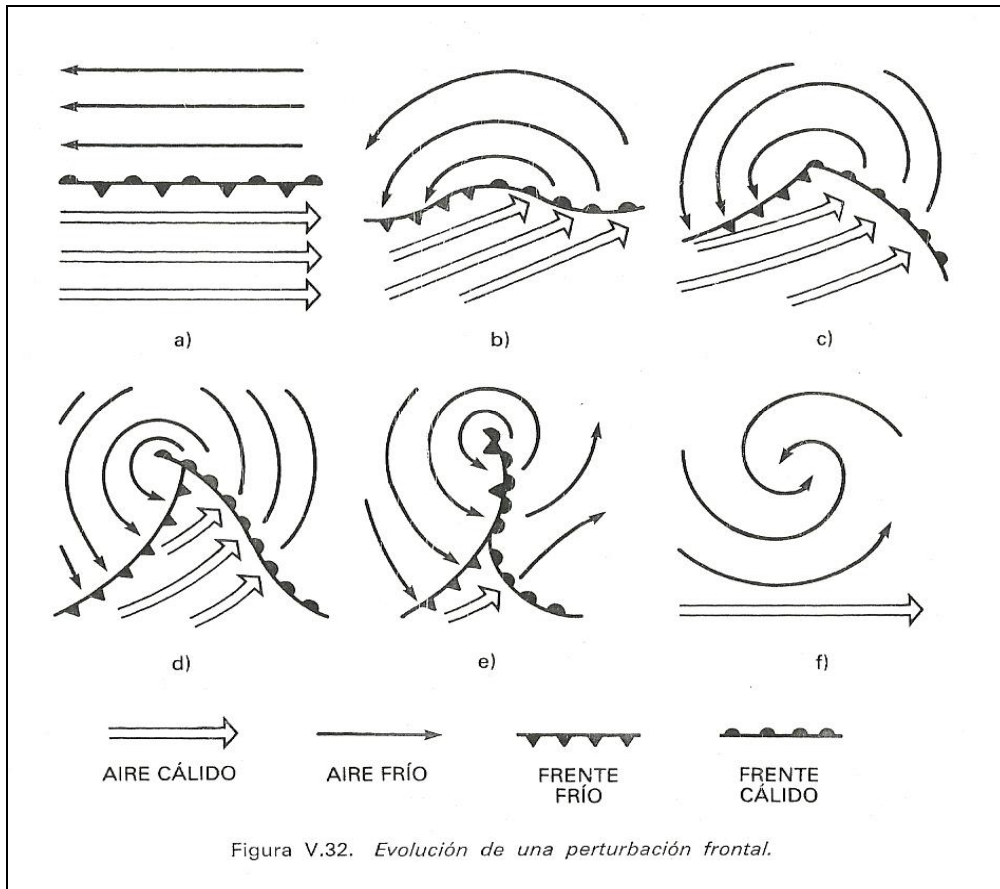 a)
b)
c)
d)
e)
f)
AIRE CÁLIDO
AIRE FRÍO
FRENTE
FRÍO
FRENTE
CÁLIDO
Figura V.32. Evolución de una perturbación frontal.